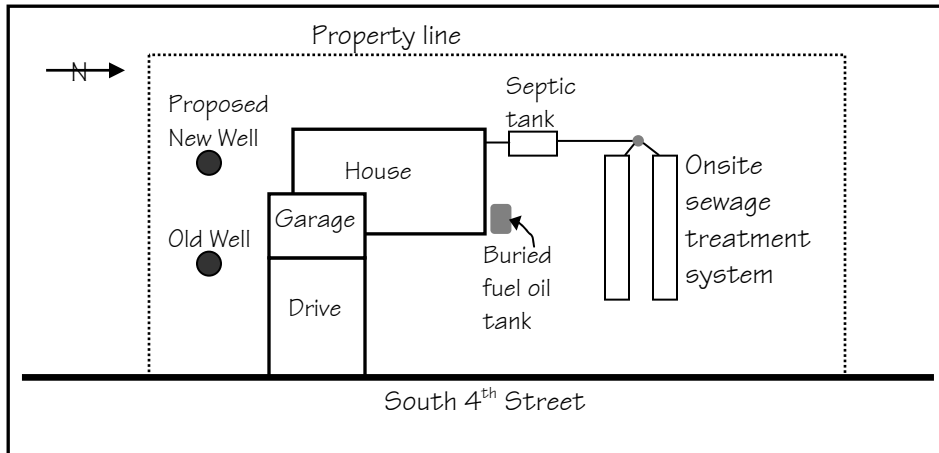 Property line
N
Proposed
New Well
Septic
tank
House
Onsite
sewage
treatment
system
Garage
Old Well
Buried
fuel oil
tank
Drive
South 4th Street